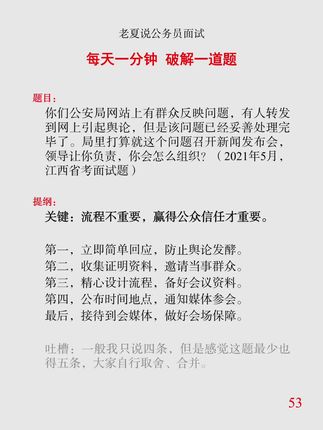 老夏说公务员面试
每天一分钟 破解一道题
题目：
你们公安局网站上有群众反映问题，有人转发
到网上引起舆论，但是该问题已经妥善处理完
毕了。局里打算就这个问题召开新闻发布会，
领导让你负责，你会怎么组织？（2021年5月，
江西省考面试题）
提纲：
关键：流程不重要，赢得公众信任才重要。
第一，立即简单回应，防止舆论发酵。
第二，收集证明资料，邀请当事群众。
第三，精心设计流程，备好会议资料。
第四，公布时间地点，通知媒体参会。
最后，接待到会媒体，做好会场保障。
吐槽：一般我只说四条，但是感觉这题最少也
得五条，大家自行取舍、合并。
53